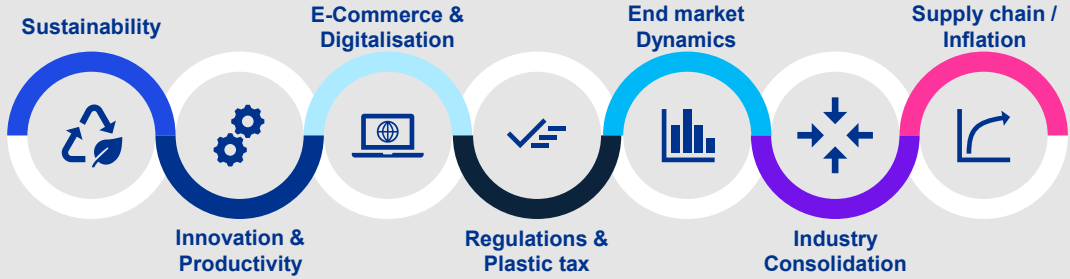 Sustainability
E-Commerce &
Digitalisation
End market
Dynamics
Supply chain /
Inflation
Innovation &
Productivity
Regulations &
Plastic tax
Industry
Consolidation